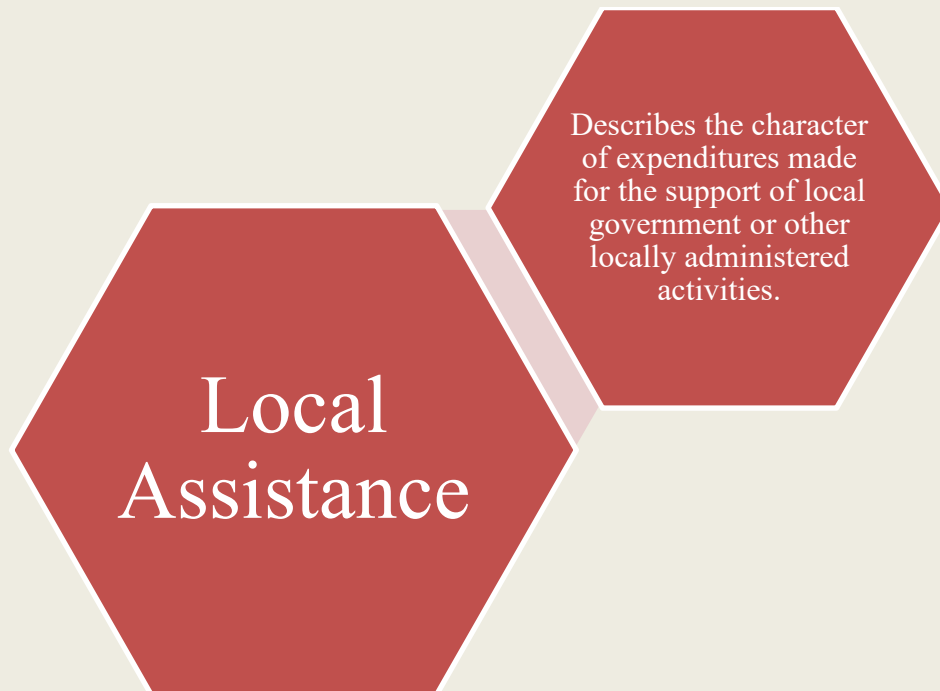 Local
Assistance
Describes the character
of expenditures made
for the support of local
government or other
locally administered
activities.